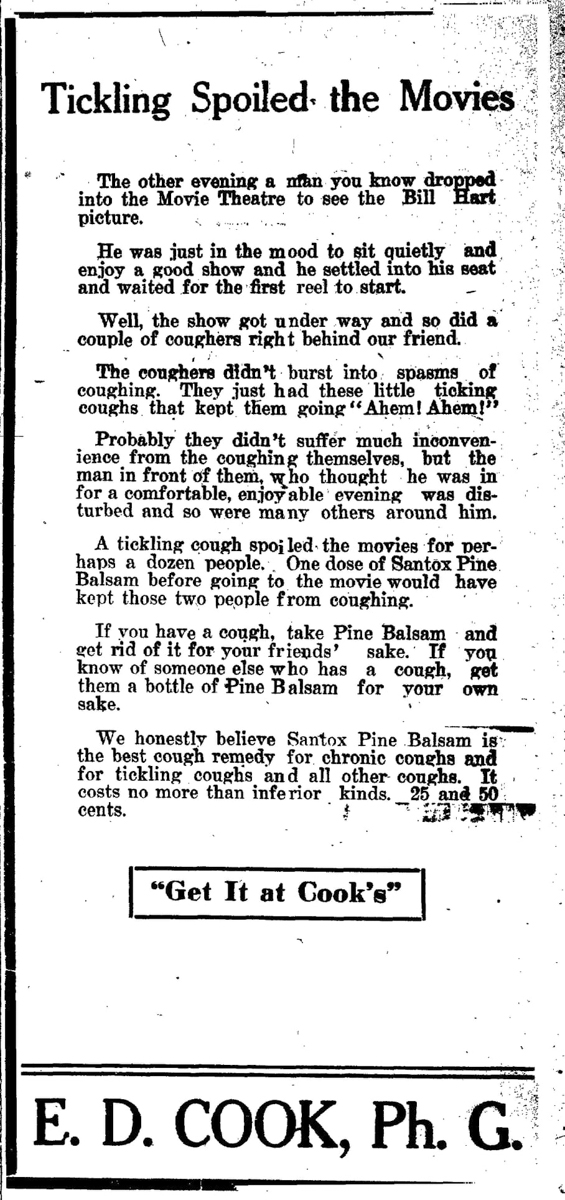 Tickling Spoiled the Movies
The other evening a man you know dropped
into the Movie Theatre to see the Bill Hart
picture.
He was just in the mood to sit quietly and
enjoy a good show and he settled into his seat
and waited for the first reel to start.
Well, the show got under way and so did a
couple of coughers right behind our friend.
The coughers didn't burst into spasms of
coughing. They just had these little ticking
coughs that kept them going "Ahem! Ahem!"
Probably they didn't suffer much inconven-
ience from the coughing themselves, but the
man in front of them, who thought he was in
for a comfortable, enjoyable evening was dis-
turbed and so were many others around him.
A tickling cough spoiled the movies for per-
haps a dozen people. One dose of Santox Pine
Balsam before going to the movie would have
kept those two people from coughing.
If you have a cough, take Pine Balsam and
get rid of it for your friends' sake. If you
know of someone else who has a cough, get
them a bottle of Pine Balsam for your own
sake.
We honestly believe Santox Pine Balsam is
the best cough remedy for chronic coughs and
for tickling coughs and all other coughs. It
costs no more than inferior kinds. 25 and 50
cents.
"Get It at Cook's"
E. D. COOK, Ph. G.